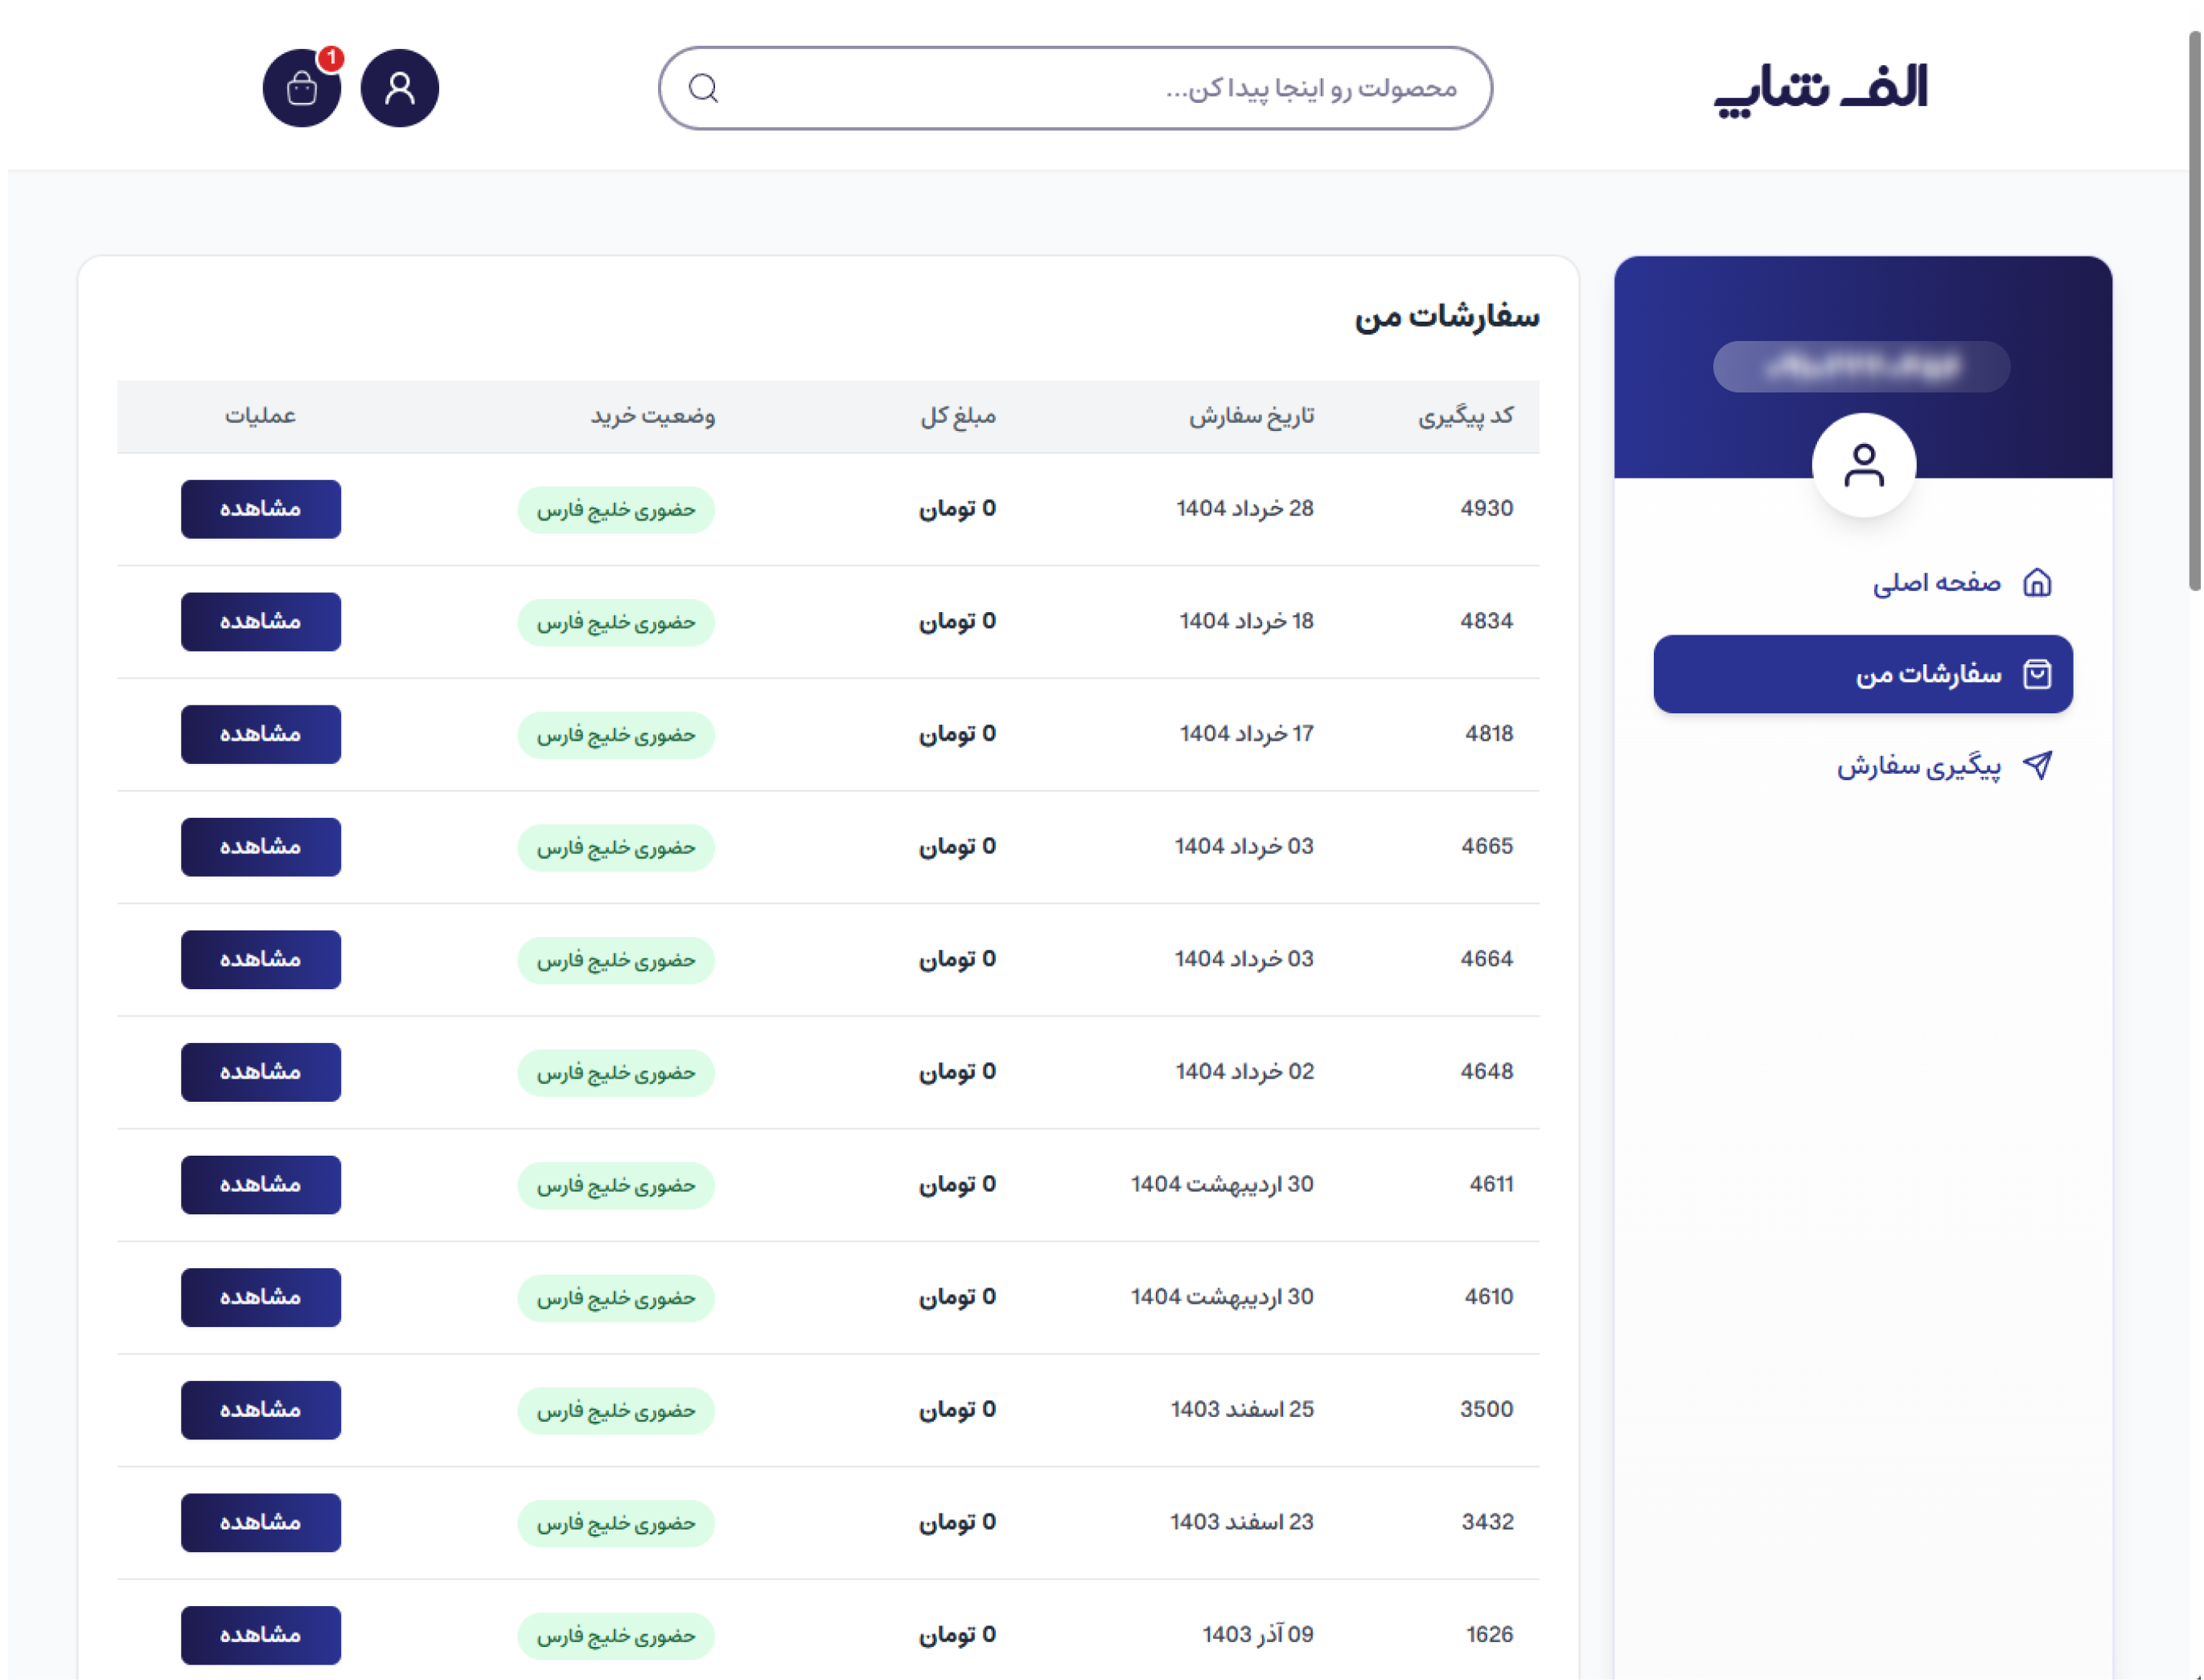 الف شاپ
محصولت رو اینجا پیدا کن...
1
صفحه اصلی
سفارشات من
پیگیری سفارش
سفارشات من
کد پیگیری تاریخ سفارش مبلغ کل وضعیت خرید عملیات
4930 28 خرداد 1404 0 تومان حضوری خلیج فارس مشاهده
4834 18 خرداد 1404 0 تومان حضوری خلیج فارس مشاهده
4818 17 خرداد 1404 0 تومان حضوری خلیج فارس مشاهده
4665 03 خرداد 1404 0 تومان حضوری خلیج فارس مشاهده
4664 03 خرداد 1404 0 تومان حضوری خلیج فارس مشاهده
4648 02 خرداد 1404 0 تومان حضوری خلیج فارس مشاهده
4611 30 اردیبهشت 1404 0 تومان حضوری خلیج فارس مشاهده
4610 30 اردیبهشت 1404 0 تومان حضوری خلیج فارس مشاهده
3500 25 اسفند 1403 0 تومان حضوری خلیج فارس مشاهده
3432 23 اسفند 1403 0 تومان حضوری خلیج فارس مشاهده
1626 09 آذر 1403 0 تومان حضوری خلیج فارس مشاهده